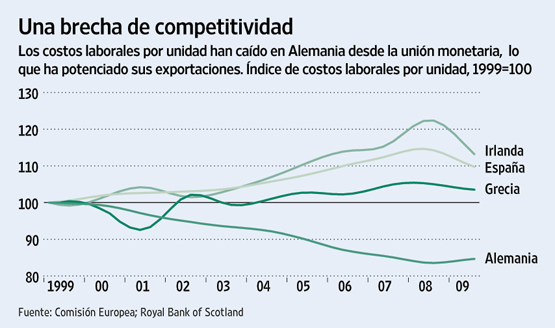 Una brecha de competitividad
Los costos laborales por unidad han caído en Alemania desde la unión monetaria, lo
que ha potenciado sus exportaciones. Índice de costos laborales por unidad, 1999=100
130
120
110
100
90
80
Irlanda
España
Grecia
Alemania
1999 00 01 02 03 04 05 06 07 08 09
Fuente: Comisión Europea; Royal Bank of Scotland